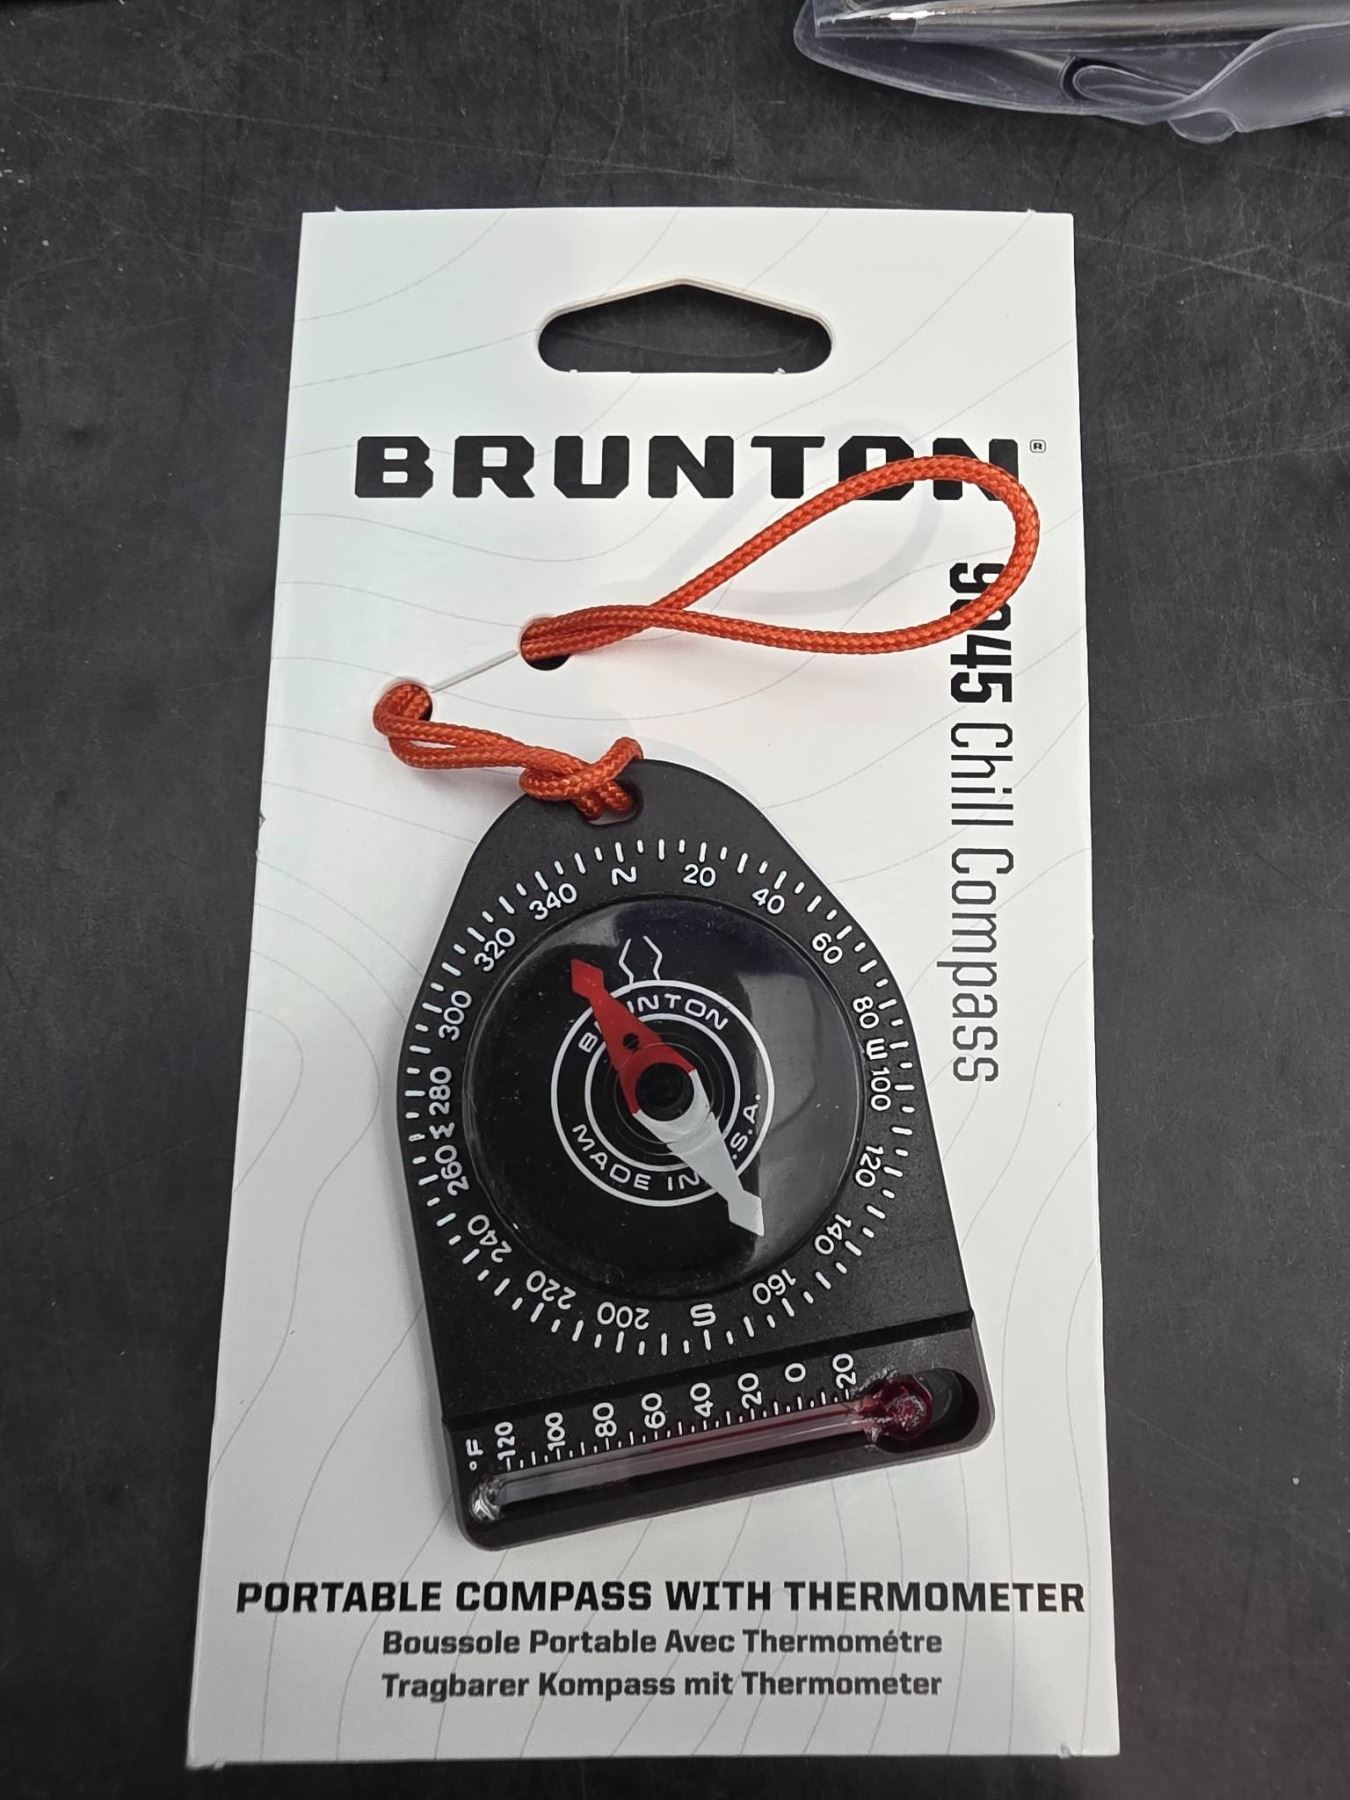 BRUNTON®
9045 Chill Compass
N 20 40 60 80 E 100 120 140 160 S 200 220 240 260 W 280 300 320 340
BRUNTON
MADE IN U.S.A.
°F 120 100 80 60 40 20 0 20
PORTABLE COMPASS WITH THERMOMETER
Boussole Portable Avec Thermométre
Tragbarer Kompass mit Thermometer